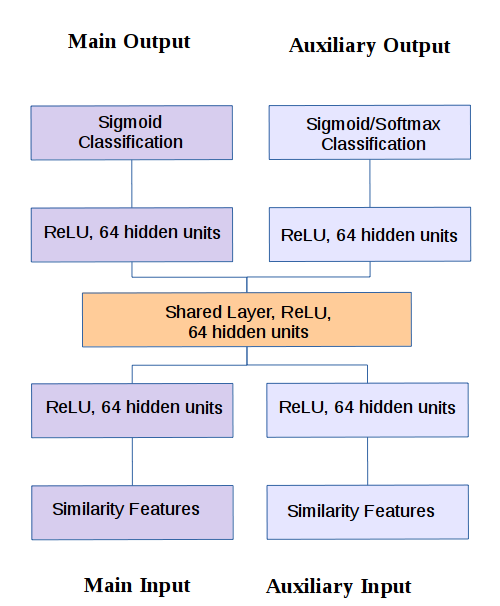 Main Output
Auxiliary Output
Sigmoid
Classification
Sigmoid/Softmax
Classification
ReLU, 64 hidden units
ReLU, 64 hidden units
Shared Layer, ReLU,
64 hidden units
ReLU, 64 hidden units
ReLU, 64 hidden units
Similarity Features
Similarity Features
Main Input
Auxiliary Input